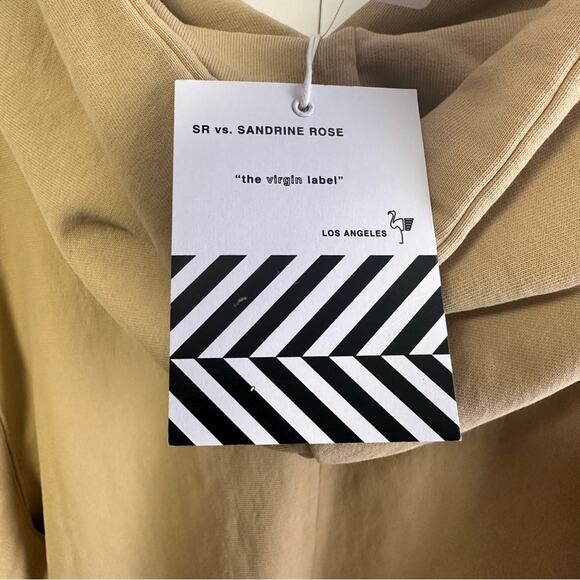 SR vs. SANDRINE ROSE
"the virgin label"
LOS ANGELES